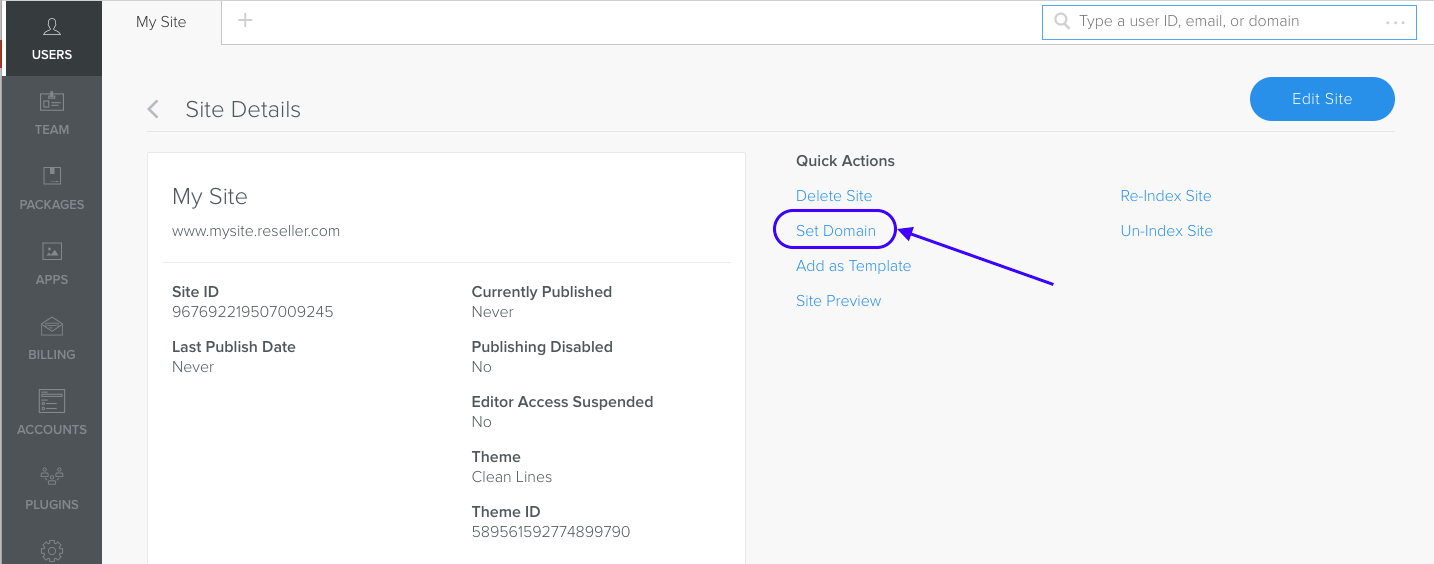 USERS
TEAM
PACKAGES
APPS
BILLING
ACCOUNTS
PLUGINS
My Site
Type a user ID, email, or domain
Site Details
Edit Site
My Site
www.mysite.reseller.com
Site ID
967692219507009245
Last Publish Date
Never
Currently Published
Never
Publishing Disabled
No
Editor Access Suspended
No
Theme
Clean Lines
Theme ID
589561592774899790
Quick Actions
Delete Site
Set Domain
Add as Template
Site Preview
Re-Index Site
Un-Index Site